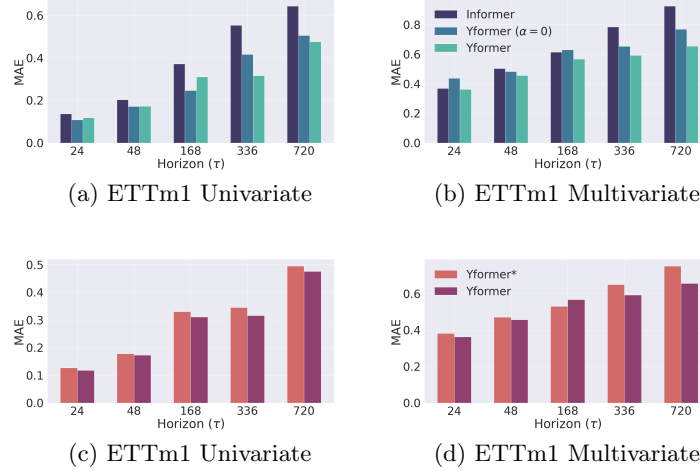 0.6
0.4
0.2
0.0
MAE
24 48 168 336 720
Horizon (τ)
(a) ETTm1 Univariate
Informer
Yformer (α = 0)
Yformer
0.8
0.6
0.4
0.2
0.0
MAE
24 48 168 336 720
Horizon (τ)
(b) ETTm1 Multivariate
0.5
0.4
0.3
0.2
0.1
0.0
MAE
24 48 168 336 720
Horizon (τ)
(c) ETTm1 Univariate
Yformer*
Yformer
0.6
0.4
0.2
0.0
MAE
24 48 168 336 720
Horizon (τ)
(d) ETTm1 Multivariate